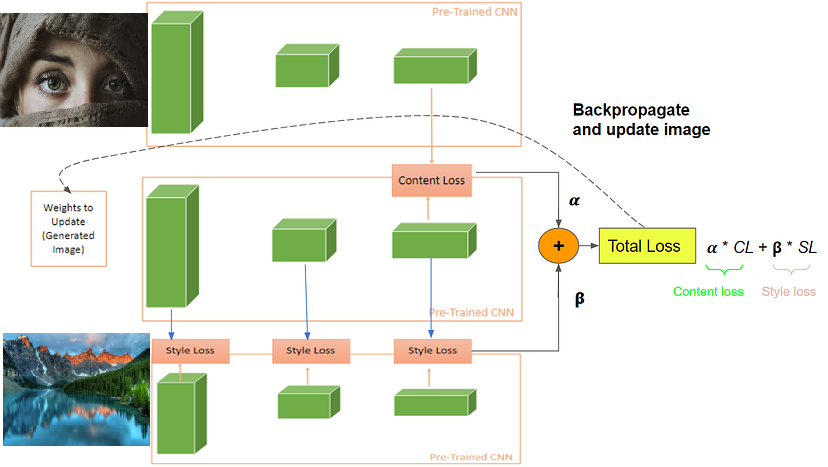 Pre-Trained CNN
Backpropagate
and update image
Content Loss
α
Weights to
Update
(Generated
Image)
+
Total Loss
α * CL + β * SL
Content loss
Style loss
β
Pre-Trained CNN
Style Loss
Style Loss
Style Loss
Pre-Trained CNN